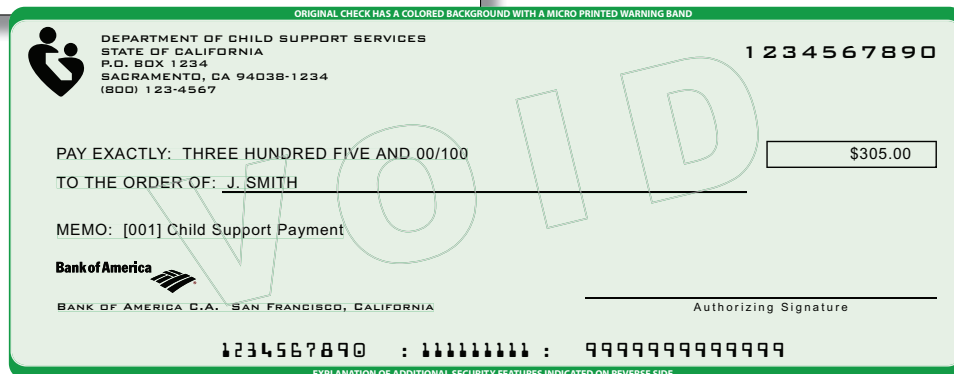 ORIGINAL CHECK HAS A COLORED BACKGROUND WITH A MICRO PRINTED WARNING BAND
DEPARTMENT OF CHILD SUPPORT SERVICES
STATE OF CALIFORNIA
P.O. BOX 1234
SACRAMENTO, CA 94038-1234
(800) 123-4567
1234567890
PAY EXACTLY: THREE HUNDRED FIVE AND 00/100
$305.00
TO THE ORDER OF: J. SMITH
MEMO: [001] Child Support Payment
VOID
Bank of America
BANK OF AMERICA C.A. SAN FRANCISCO, CALIFORNIA
Authorizing Signature
1234567890 : 111111111 : 9999999999999
EXPLANATION OF ADDITIONAL SECURITY FEATURES INDICATED ON REVERSE SIDE